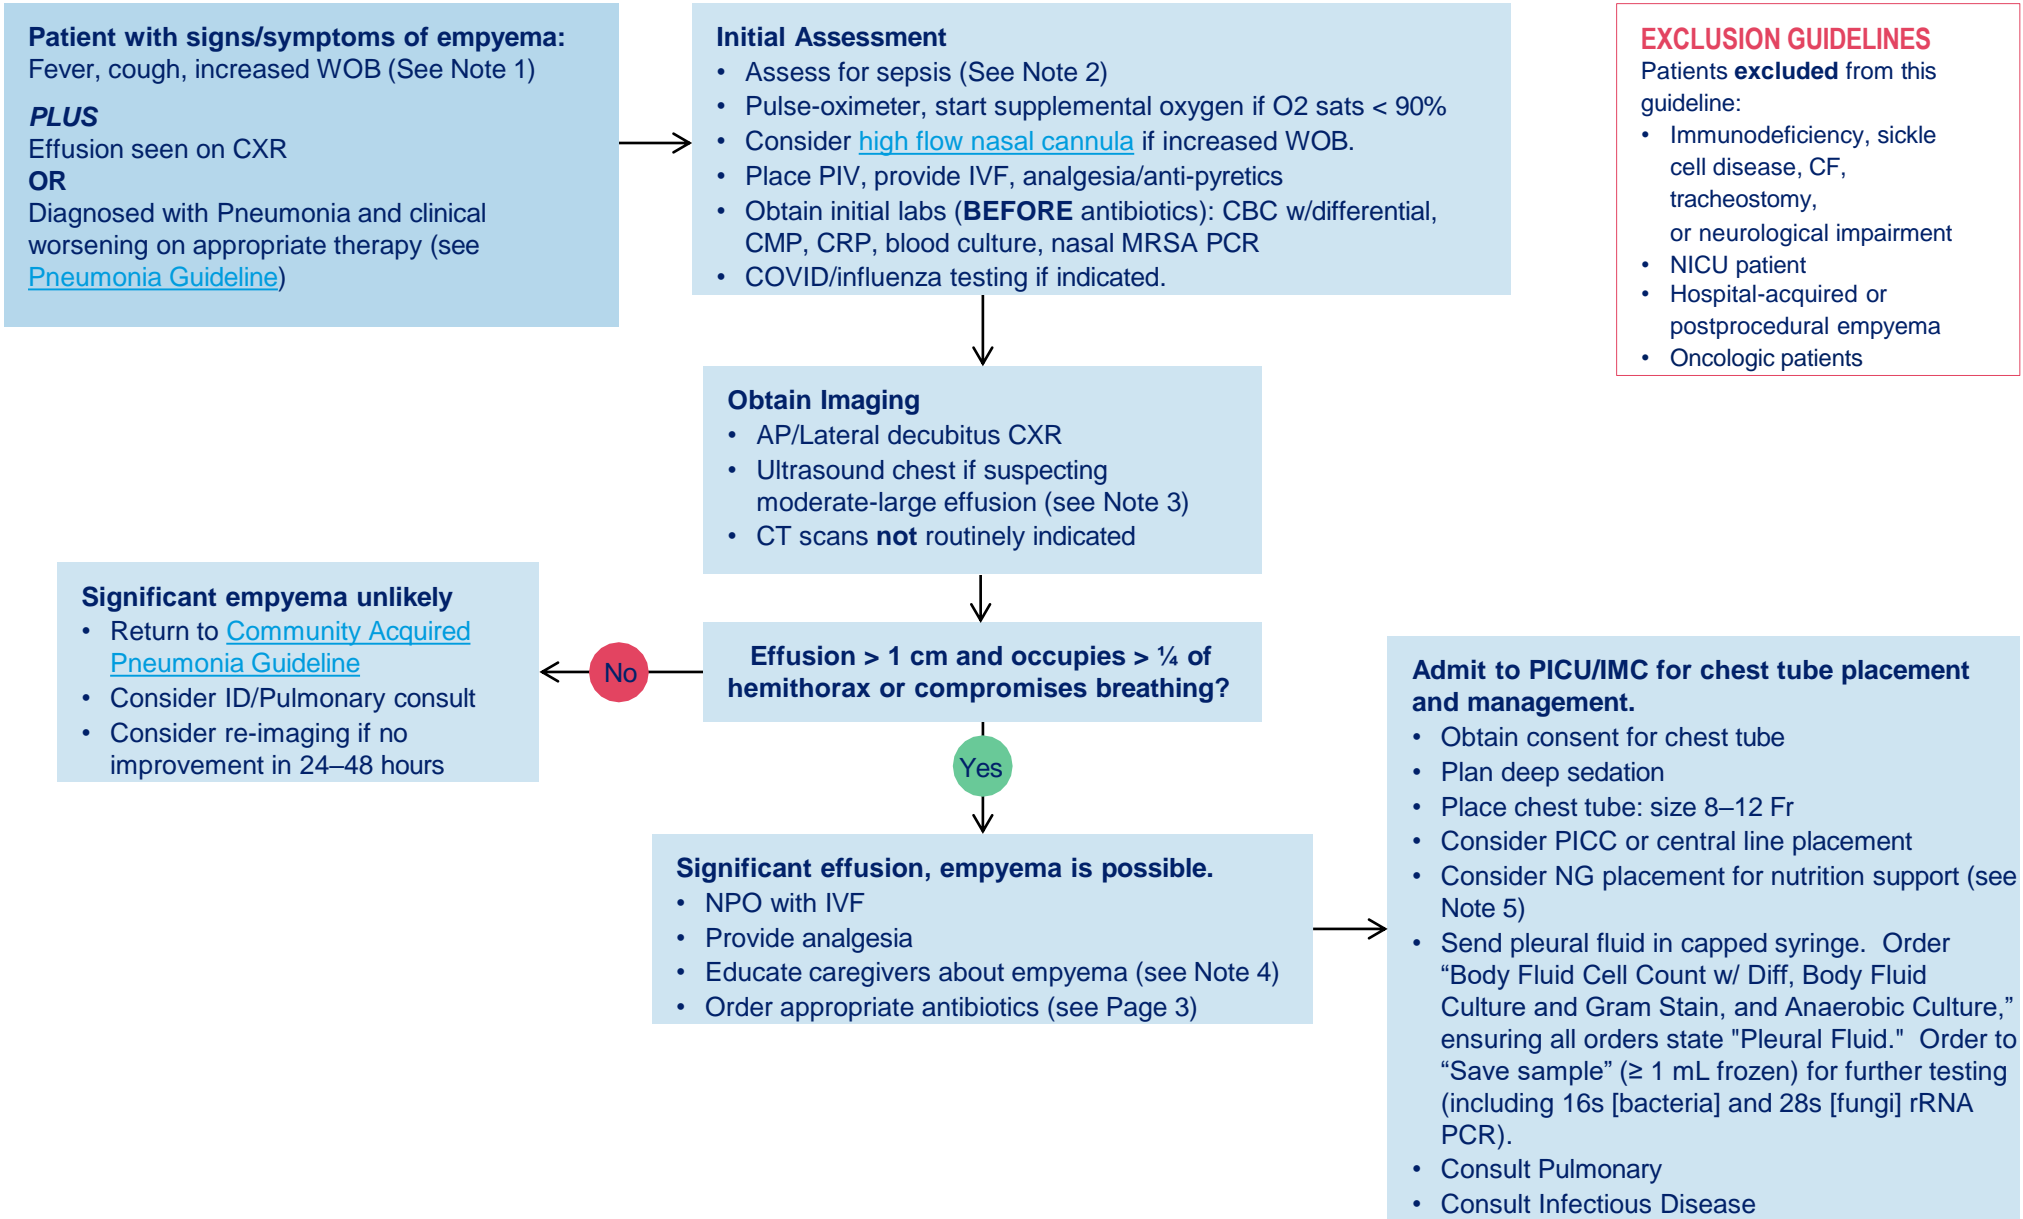 Patient with signs/symptoms of empyema:
Fever, cough, increased WOB (See Note 1)
PLUS
Effusion seen on CXR
OR
Diagnosed with Pneumonia and clinical
worsening on appropriate therapy (see
Pneumonia Guideline)
Initial Assessment
• Assess for sepsis (See Note 2)
• Pulse-oximeter, start supplemental oxygen if O2 sats < 90%
• Consider high flow nasal cannula if increased WOB.
• Place PIV, provide IVF, analgesia/anti-pyretics
• Obtain initial labs (BEFORE antibiotics): CBC w/differential,
CMP, CRP, blood culture, nasal MRSA PCR
• COVID/influenza testing if indicated.
EXCLUSION GUIDELINES
Patients excluded from this
guideline:
• Immunodeficiency, sickle
cell disease, CF,
tracheostomy,
or neurological impairment
• NICU patient
• Hospital-acquired or
postprocedural empyema
• Oncologic patients
Obtain Imaging
• AP/Lateral decubitus CXR
• Ultrasound chest if suspecting
moderate-large effusion (see Note 3)
• CT scans not routinely indicated
Effusion > 1 cm and occupies > ¼ of
hemithorax or compromises breathing?
No
Significant empyema unlikely
• Return to Community Acquired
Pneumonia Guideline
• Consider ID/Pulmonary consult
• Consider re-imaging if no
improvement in 24–48 hours
Yes
Significant effusion, empyema is possible.
• NPO with IVF
• Provide analgesia
• Educate caregivers about empyema (see Note 4)
• Order appropriate antibiotics (see Page 3)
Admit to PICU/IMC for chest tube placement
and management.
• Obtain consent for chest tube
• Plan deep sedation
• Place chest tube: size 8–12 Fr
• Consider PICC or central line placement
• Consider NG placement for nutrition support (see
Note 5)
• Send pleural fluid in capped syringe. Order
“Body Fluid Cell Count w/ Diff, Body Fluid
Culture and Gram Stain, and Anaerobic Culture,”
ensuring all orders state "Pleural Fluid." Order to
“Save sample” (≥ 1 mL frozen) for further testing
(including 16s [bacteria] and 28s [fungi] rRNA
PCR).
• Consult Pulmonary
• Consult Infectious Disease